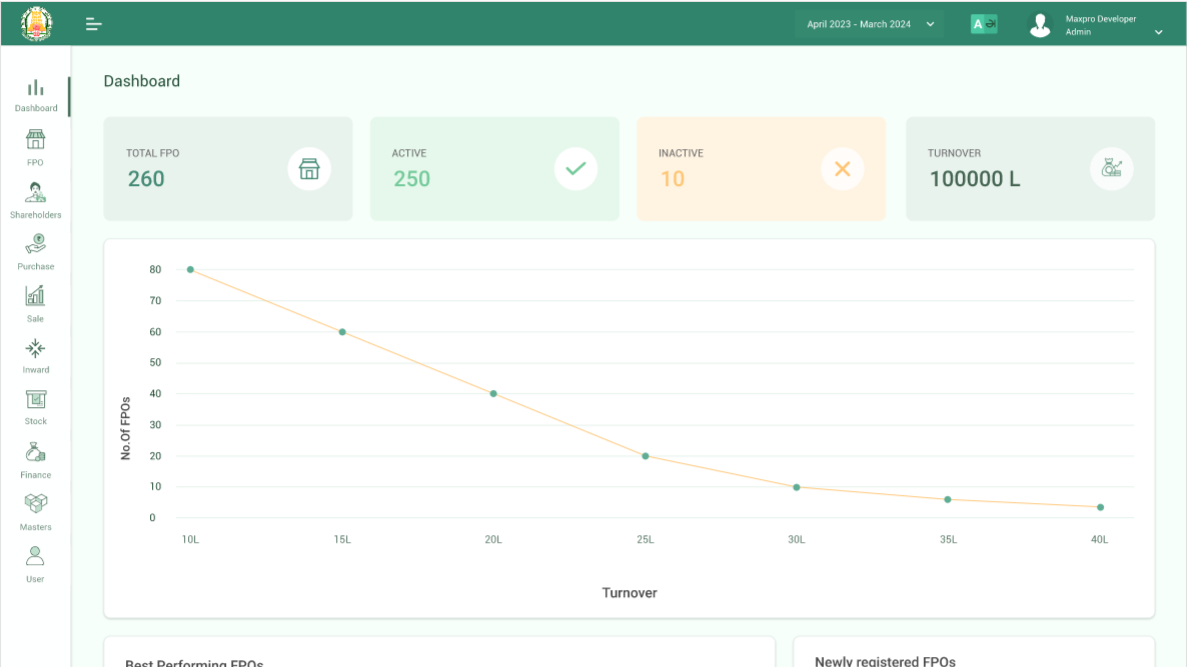 April 2023 - March 2024
Maxpro Developer
Admin
Dashboard
Dashboard
FPO
Shareholders
Purchase
Sale
Inward
Stock
Finance
Masters
User
TOTAL FPO
260
ACTIVE
250
INACTIVE
10
TURNOVER
100000 L
No.Of FPOs
80
70
60
50
40
30
20
10
0
10L 15L 20L 25L 30L 35L 40L
Turnover
Best Performing FPOs
Newly registered FPOs